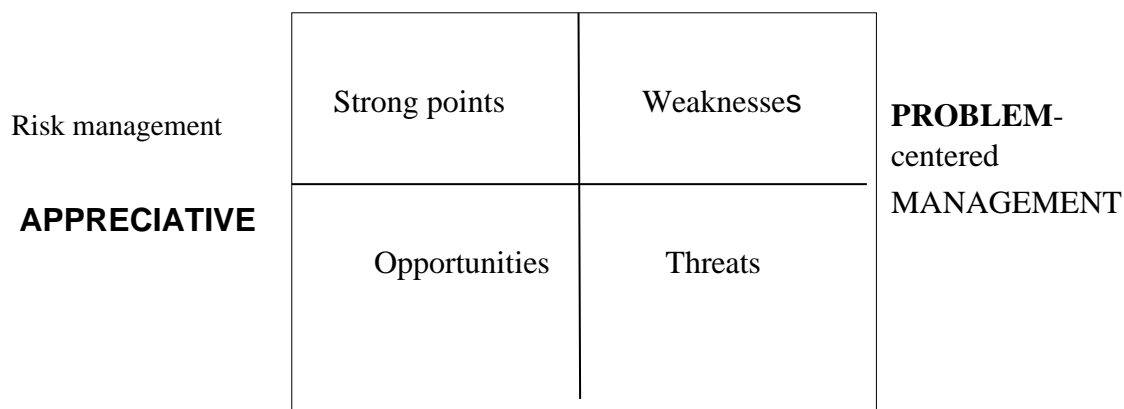 Risk management
APPRECIATIVE
Strong points
Weaknesses
Opportunities
Threats
PROBLEM-
centered
MANAGEMENT